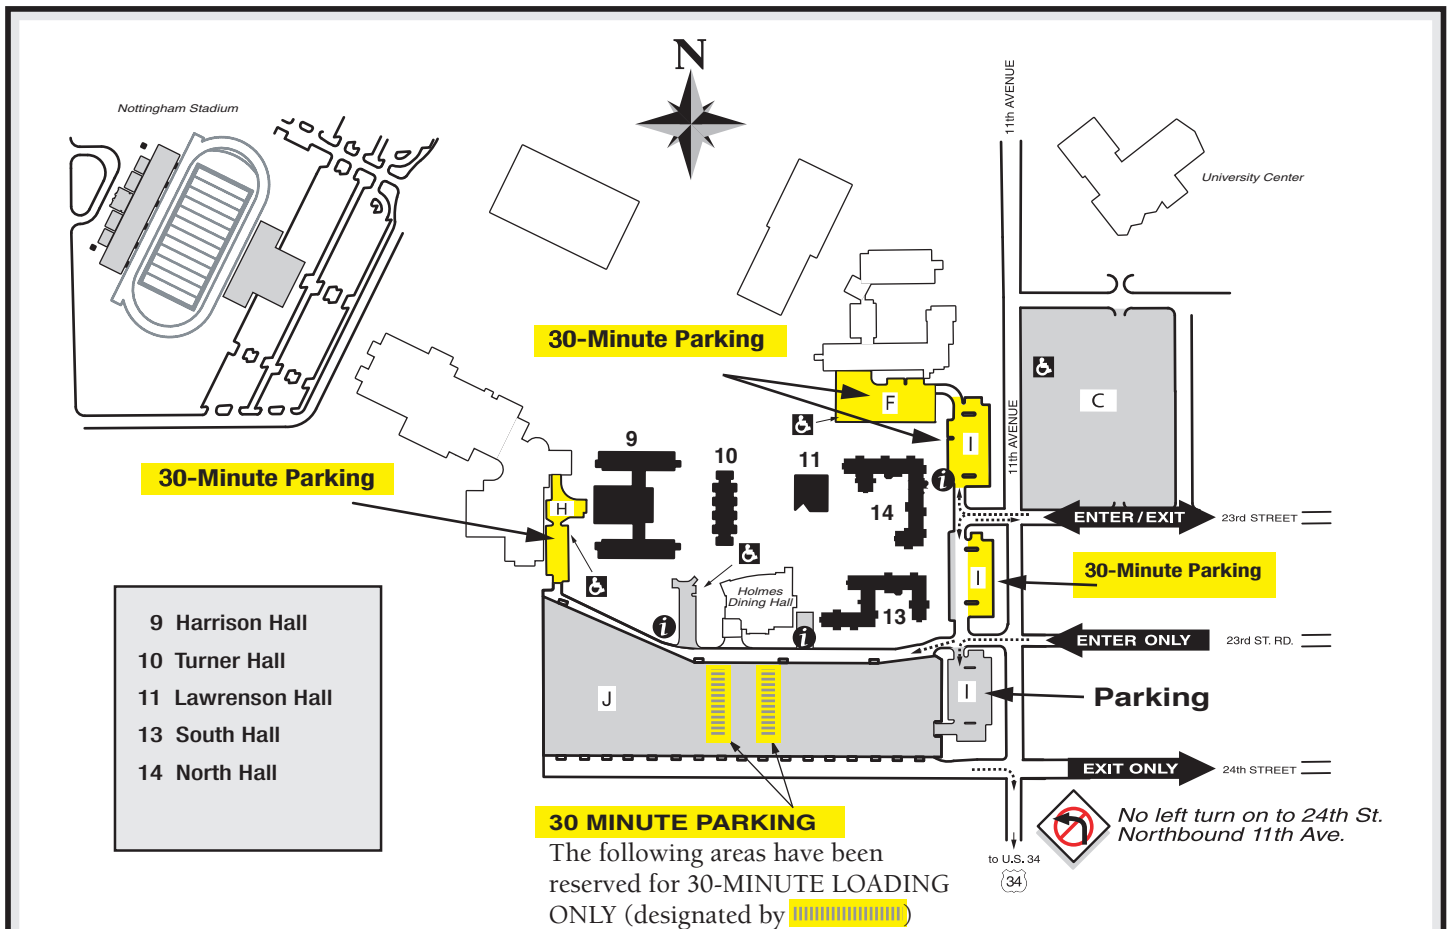 N
Nottingham Stadium
11th AVENUE
University Center
30-Minute Parking
F
C
I
11th AVENUE
9
10
11
14
30-Minute Parking
H
i
ENTER / EXIT
23rd STREET
30-Minute Parking
I
Holmes
Dining Hall
13
i
i
ENTER ONLY
23rd ST. RD.
9 Harrison Hall
10 Turner Hall
11 Lawrenson Hall
13 South Hall
14 North Hall
J
I
Parking
EXIT ONLY
24th STREET
30 MINUTE PARKING
The following areas have been
reserved for 30-MINUTE LOADING
ONLY (designated by )
No left turn on to 24th St.
Northbound 11th Ave.
to U.S. 34
34